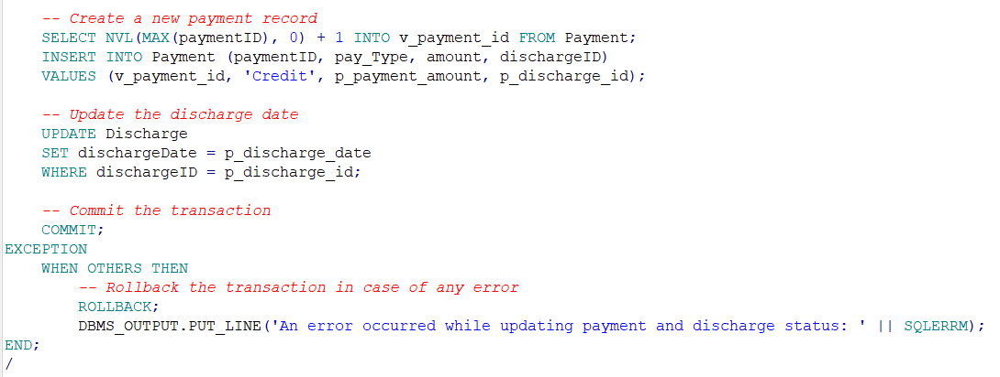 -- Create a new payment record
SELECT NVL(MAX(paymentID), 0) + 1 INTO v_payment_id FROM Payment;
INSERT INTO Payment (paymentID, pay_Type, amount, dischargeID)
VALUES (v_payment_id, 'Credit', p_payment_amount, p_discharge_id);
-- Update the discharge date
UPDATE Discharge
SET dischargeDate = p_discharge_date
WHERE dischargeID = p_discharge_id;
-- Commit the transaction
COMMIT;
EXCEPTION
WHEN OTHERS THEN
-- Rollback the transaction in case of any error
ROLLBACK;
DBMS_OUTPUT.PUT_LINE('An error occurred while updating payment and discharge status: ' || SQLERRM);
END;
/